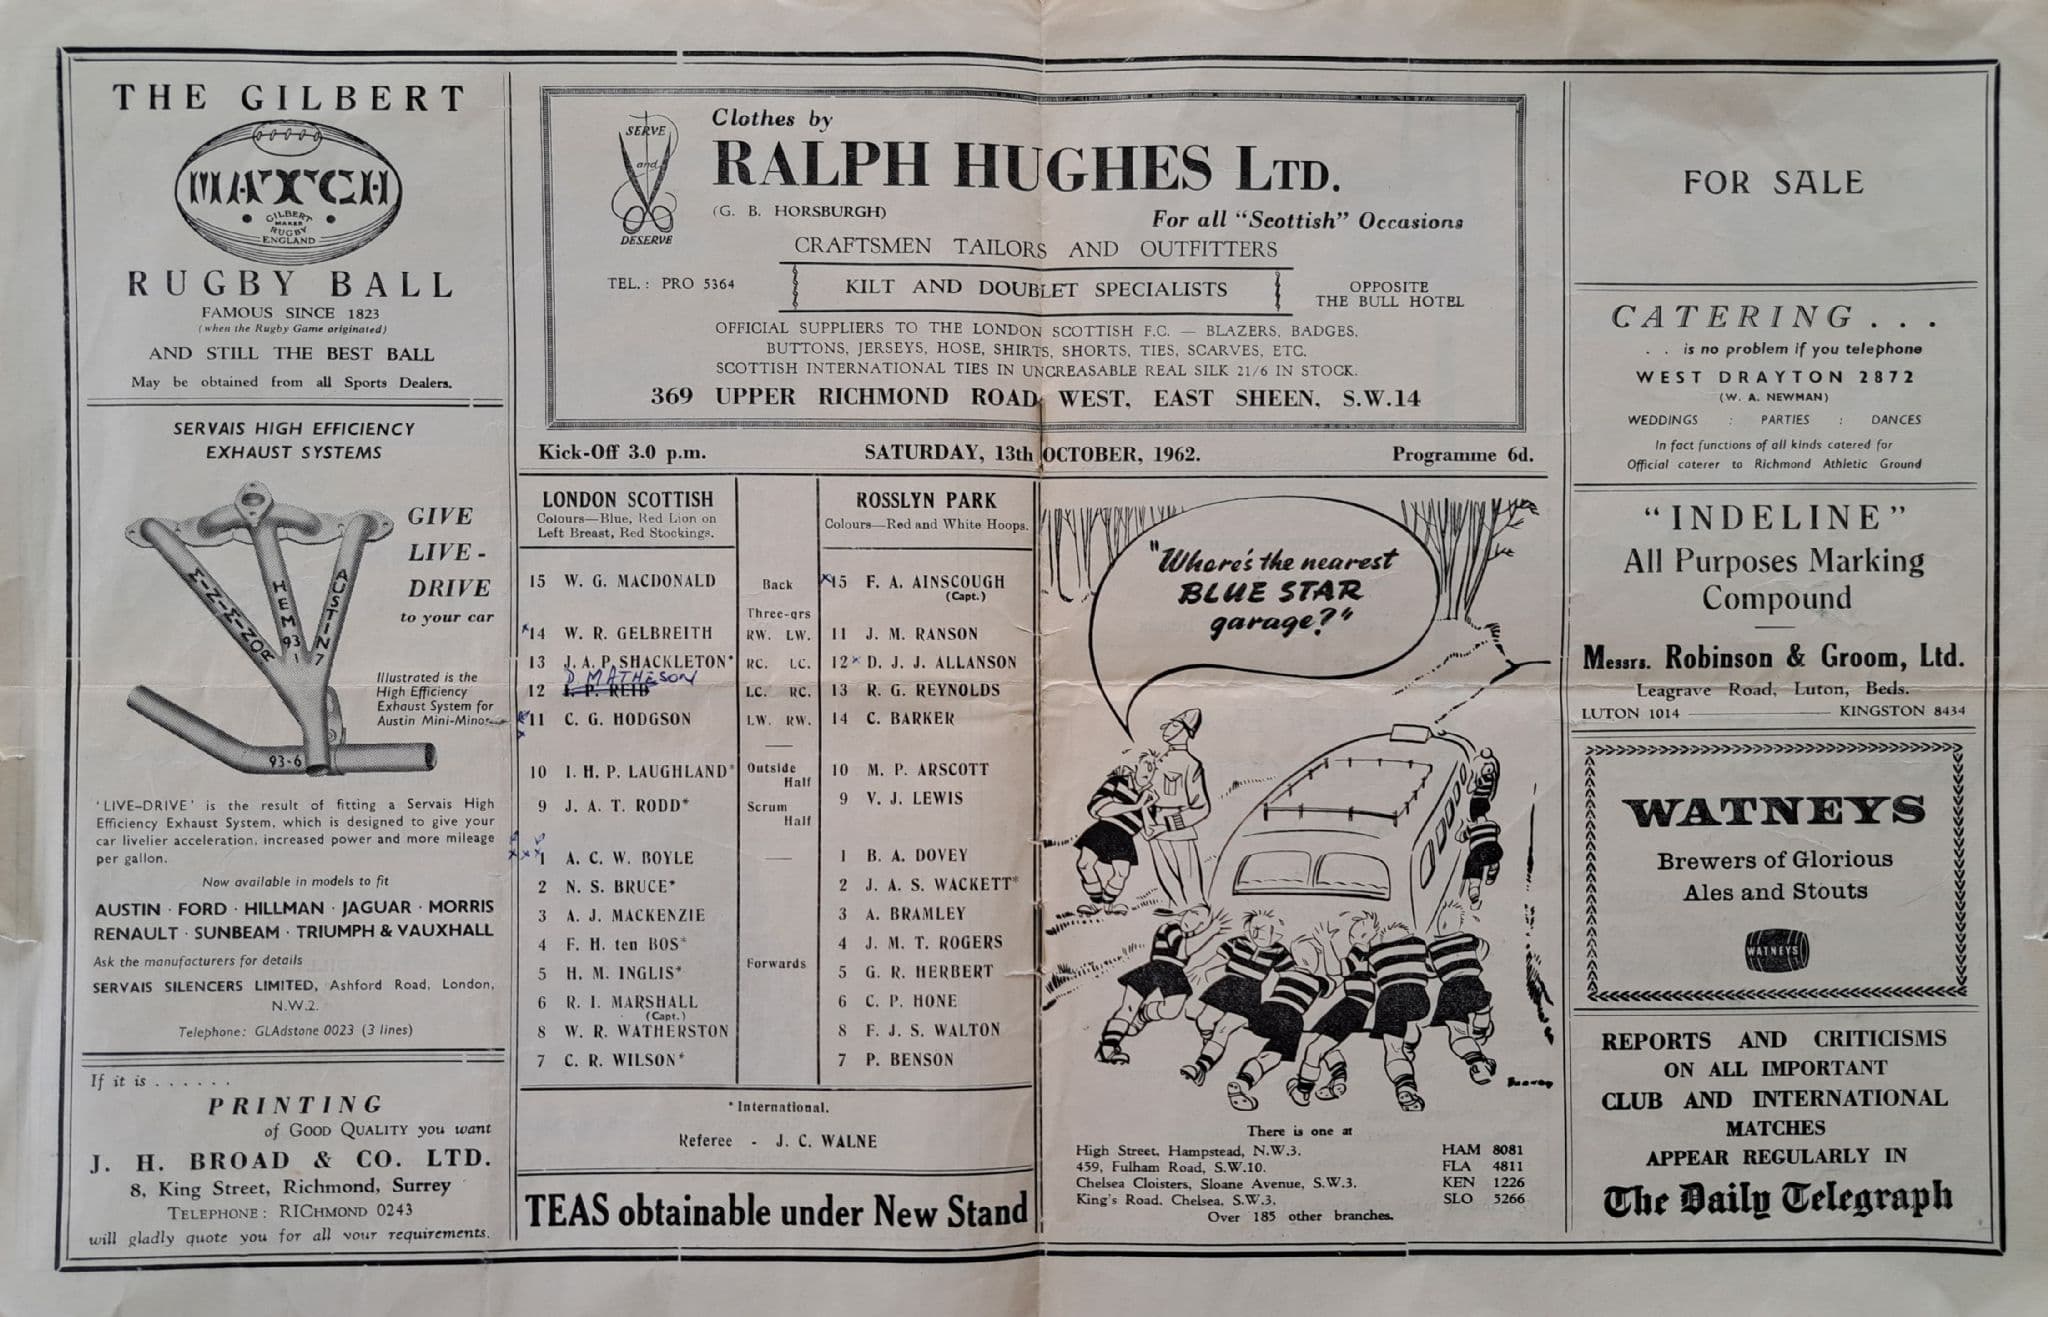 THE GILBERT
MATCH
GILBERT
MAKER
RUGBY
ENGLAND
RUGBY BALL
FAMOUS SINCE 1823
(when the Rugby Game originated)
AND STILL THE BEST BALL
May be obtained from all Sports Dealers.
SERVAIS HIGH EFFICIENCY
EXHAUST SYSTEMS
GIVE
LIVE-
DRIVE
to your car
MINI-MINOR
HEM
93
1
AUSTIN 7
93-6
Illustrated is the
High Efficiency
Exhaust System for
Austin Mini-Minor
'LIVE-DRIVE' is the result of fitting a Servais High
Efficiency Exhaust System, which is designed to give your
car livelier acceleration, increased power and more mileage
per gallon.
Now available in models to fit
AUSTIN · FORD · HILLMAN · JAGUAR · MORRIS
RENAULT · SUNBEAM · TRIUMPH & VAUXHALL
Ask the manufacturers for details
SERVAIS SILENCERS LIMITED, Ashford Road, London,
N.W.2.
Telephone: GLAdstone 0023 (3 lines)
If it is ......
PRINTING
of GOOD QUALITY you want
J. H. BROAD & CO. LTD.
8, King Street, Richmond, Surrey
TELEPHONE: RICHMOND 0243
will gladly quote you for all your requirements.
SERVE
and
DESERVE
Clothes by
RALPH HUGHES LTD.
(G. B. HORSBURGH)
For all "Scottish" Occasions
CRAFTSMEN TAILORS AND OUTFITTERS
TEL.: PRO 5364
KILT AND DOUBLET SPECIALISTS
OPPOSITE
THE BULL HOTEL
OFFICIAL SUPPLIERS TO THE LONDON SCOTTISH F.C. — BLAZERS, BADGES,
BUTTONS, JERSEYS, HOSE, SHIRTS, SHORTS, TIES, SCARVES, ETC.
SCOTTISH INTERNATIONAL TIES IN UNCREASABLE REAL SILK 21/6 IN STOCK.
369 UPPER RICHMOND ROAD WEST, EAST SHEEN, S.W.14
Kick-Off 3.0 p.m. SATURDAY, 13th OCTOBER, 1962. Programme 6d.
LONDON SCOTTISH ROSSLYN PARK
Colours—Blue, Red Lion on
Left Breast, Red Stockings.
Colours—Red and White Hoops.
15 W. G. MACDONALD Back x15 F. A. AINSCOUGH
(Capt.)
Three-qrs
x14 W. R. GELBREITH RW. LW. 11 J. M. RANSON
13 J. A. P. SHACKLETON* RC. LC. 12x D. J. J. ALLANSON
D. MATHESON
12 J. P. REID LC. RC. 13 R. G. REYNOLDS
11 C. G. HODGSON LW. RW. 14 C. BARKER
10 I. H. P. LAUGHLAND* Outside Half 10 M. P. ARSCOTT
9 J. A. T. RODD* Scrum Half 9 V. J. LEWIS
xxx1 A. C. W. BOYLE — 1 B. A. DOVEY
2 N. S. BRUCE* 2 J. A. S. WACKETT*
3 A. J. MACKENZIE 3 A. BRAMLEY
4 F. H. ten BOS* 4 J. M. T. ROGERS
5 H. M. INGLIS* Forwards 5 G. R. HERBERT
6 R. I. MARSHALL 6 C. P. HONE
(Capt.)
8 W. R. WATHERSTON 8 F. J. S. WALTON
7 C. R. WILSON* 7 P. BENSON
* International.
Referee - J. C. WALNE
TEAS obtainable under New Stand
"Where's the nearest
BLUE STAR
garage?"
There is one at
High Street, Hampstead, N.W.3. HAM 8081
459, Fulham Road, S.W.10. FLA 4811
Chelsea Cloisters, Sloane Avenue, S.W.3. KEN 1226
King's Road, Chelsea, S.W.3. SLO 5266
Over 185 other branches.
FOR SALE
CATERING...
. . is no problem if you telephone
WEST DRAYTON 2872
(W. A. NEWMAN)
WEDDINGS : PARTIES : DANCES
In fact functions of all kinds catered for
Official caterer to Richmond Athletic Ground
"INDELINE"
All Purposes Marking
Compound
Messrs. Robinson & Groom, Ltd.
Leagrave Road, Luton, Beds.
LUTON 1014 — KINGSTON 8434
WATNEYS
Brewers of Glorious
Ales and Stouts
WATNEYS
REPORTS AND CRITICISMS
ON ALL IMPORTANT
CLUB AND INTERNATIONAL
MATCHES
APPEAR REGULARLY IN
The Daily Telegraph